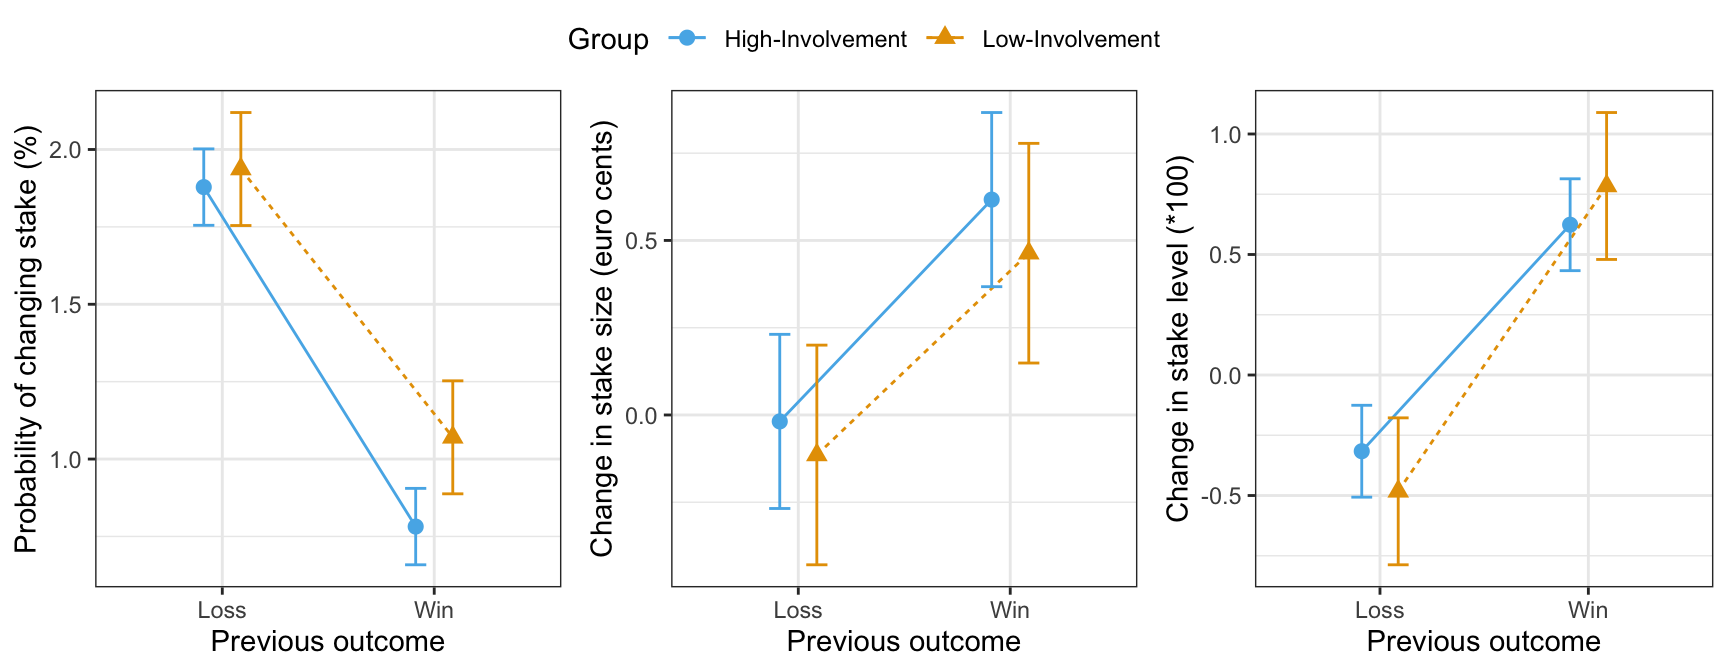 Group High-Involvement Low-Involvement
Probability of changing stake (%)
2.0
1.5
1.0
Loss Win
Previous outcome
Change in stake size (euro cents)
0.5
0.0
Loss Win
Previous outcome
Change in stake level (*100)
1.0
0.5
0.0
-0.5
Loss Win
Previous outcome